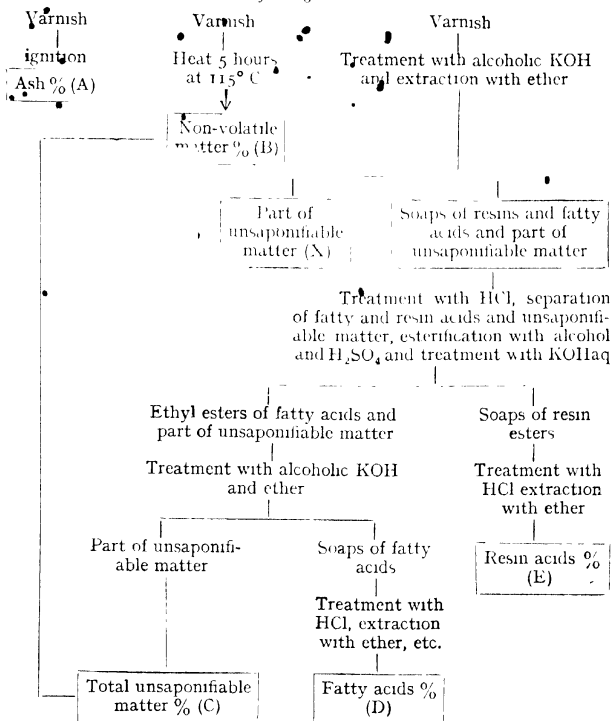 Varnish
ignition
Ash % (A)
Varnish
Heat 5 hours
at 115° C
Non-volatile
matter % (B)
Varnish
Treatment with alcoholic KOH
and extraction with ether
Part of
unsaponifiable
matter (X)
Soaps of resins and fatty
acids and part of
unsaponifiable matter
Treatment with HCl, separation
of fatty and resin acids and unsaponifi-
able matter, esterification with alcohol
and H₂SO₄ and treatment with KOHaq
Ethyl esters of fatty acids and
part of unsaponifiable matter
Treatment with alcoholic KOH
and ether
Soaps of resin
esters
Treatment with
HCl extraction
with ether
Resin acids %
(E)
Part of unsaponifi-
able matter
Soaps of fatty
acids
Treatment with
HCl, extraction
with ether, etc.
Total unsaponifiable
matter % (C)
Fatty acids %
(D)